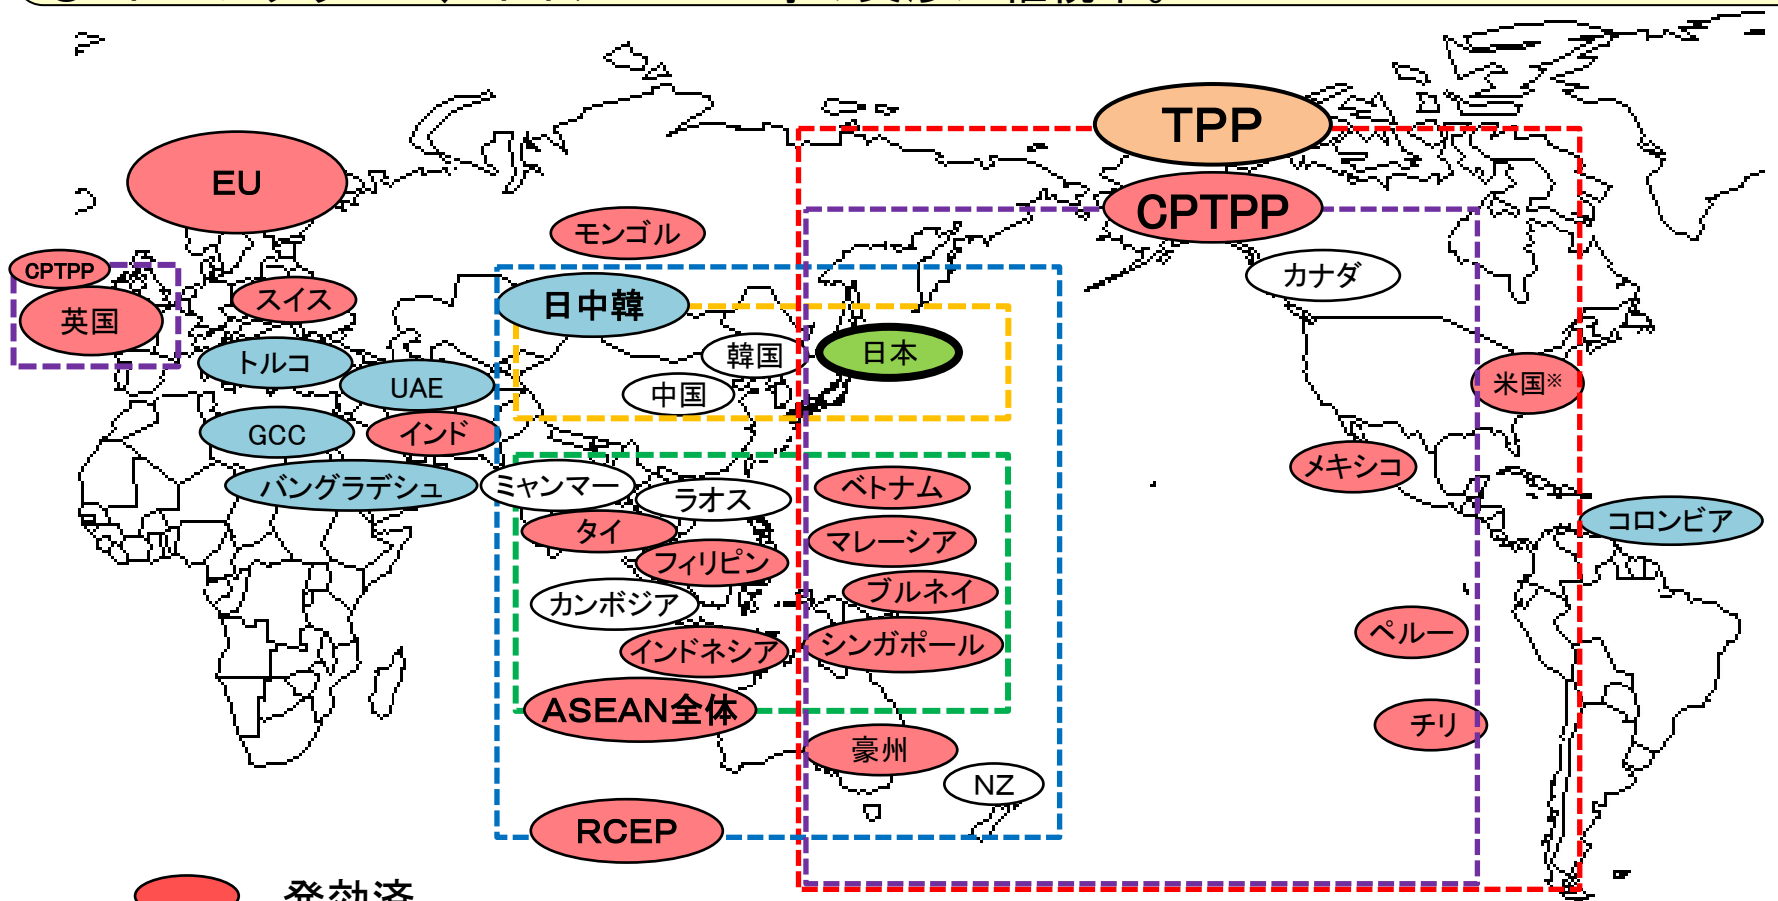 TPP
EU
CPTPP
モンゴル
CPTPP
カナダ
スイス
日中韓
英国
韓国
日本
トルコ
UAE
中国
米国※
GCC
インド
メキシコ
バングラデシュ
ミャンマー
ラオス
ベトナム
コロンビア
タイ
マレーシア
フィリピン
ブルネイ
カンボジア
ペルー
インドネシア
シンガポール
ASEAN全体
チリ
豪州
NZ
RCEP
発効済